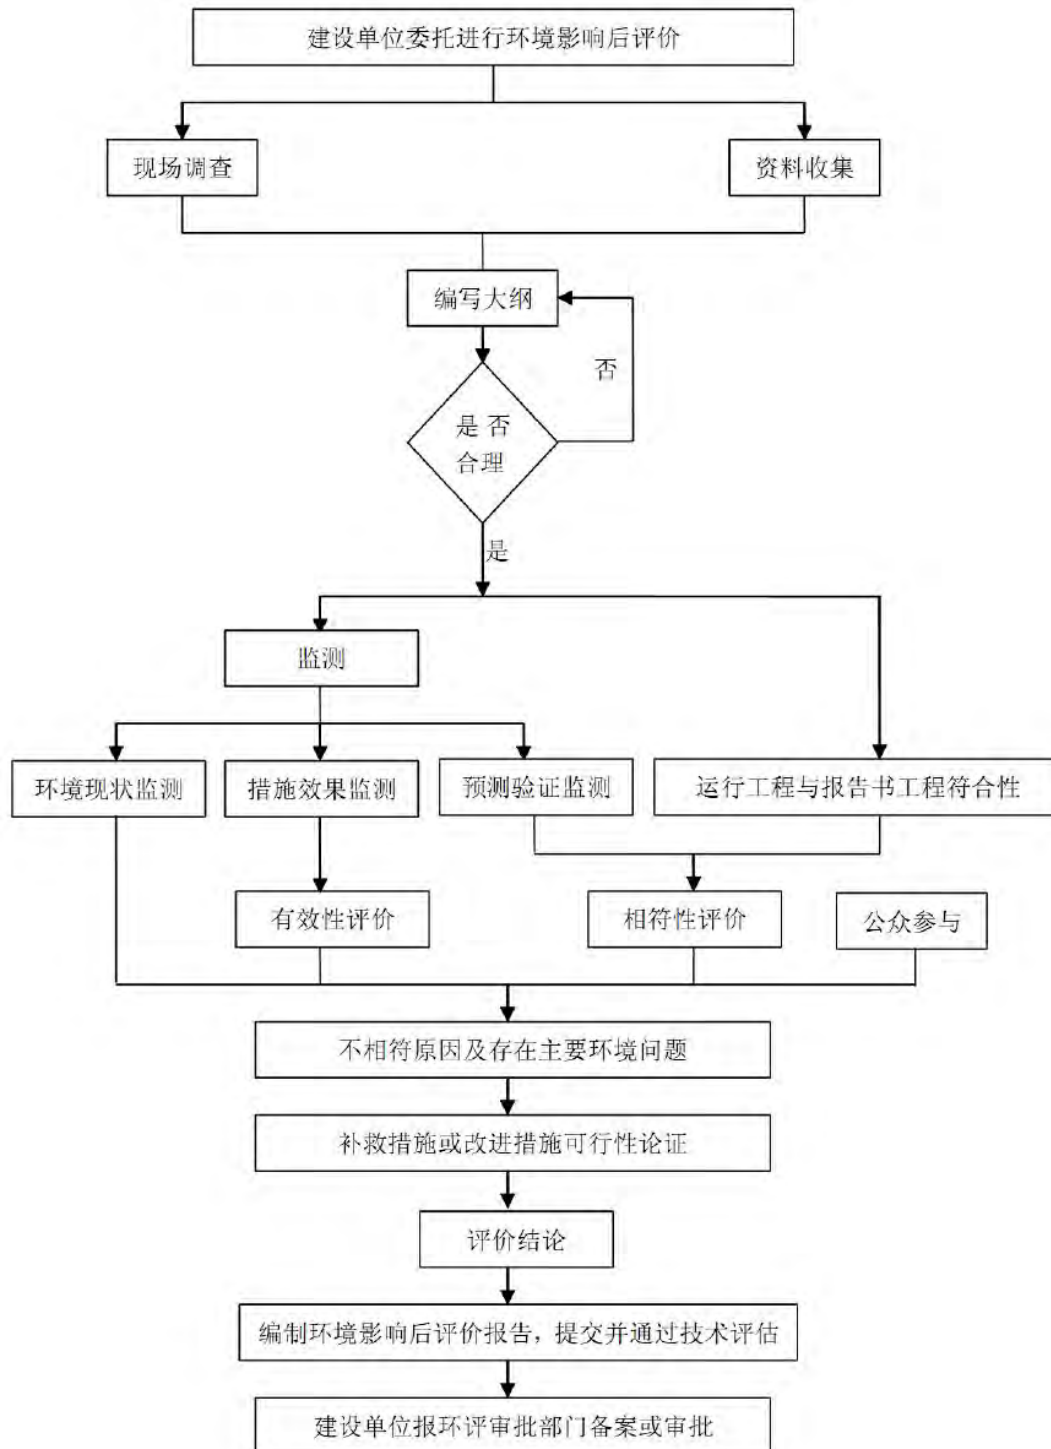 建设单位委托进行环境影响后评价
现场调查
资料收集
编写大纲
否
是否
合理
是
监测
环境现状监测
措施效果监测
预测验证监测
运行工程与报告书工程符合性
有效性评价
相符性评价
公众参与
不相符原因及存在主要环境问题
补救措施或改进措施可行性论证
评价结论
编制环境影响后评价报告，提交并通过技术评估
建设单位报环评审批部门备案或审批